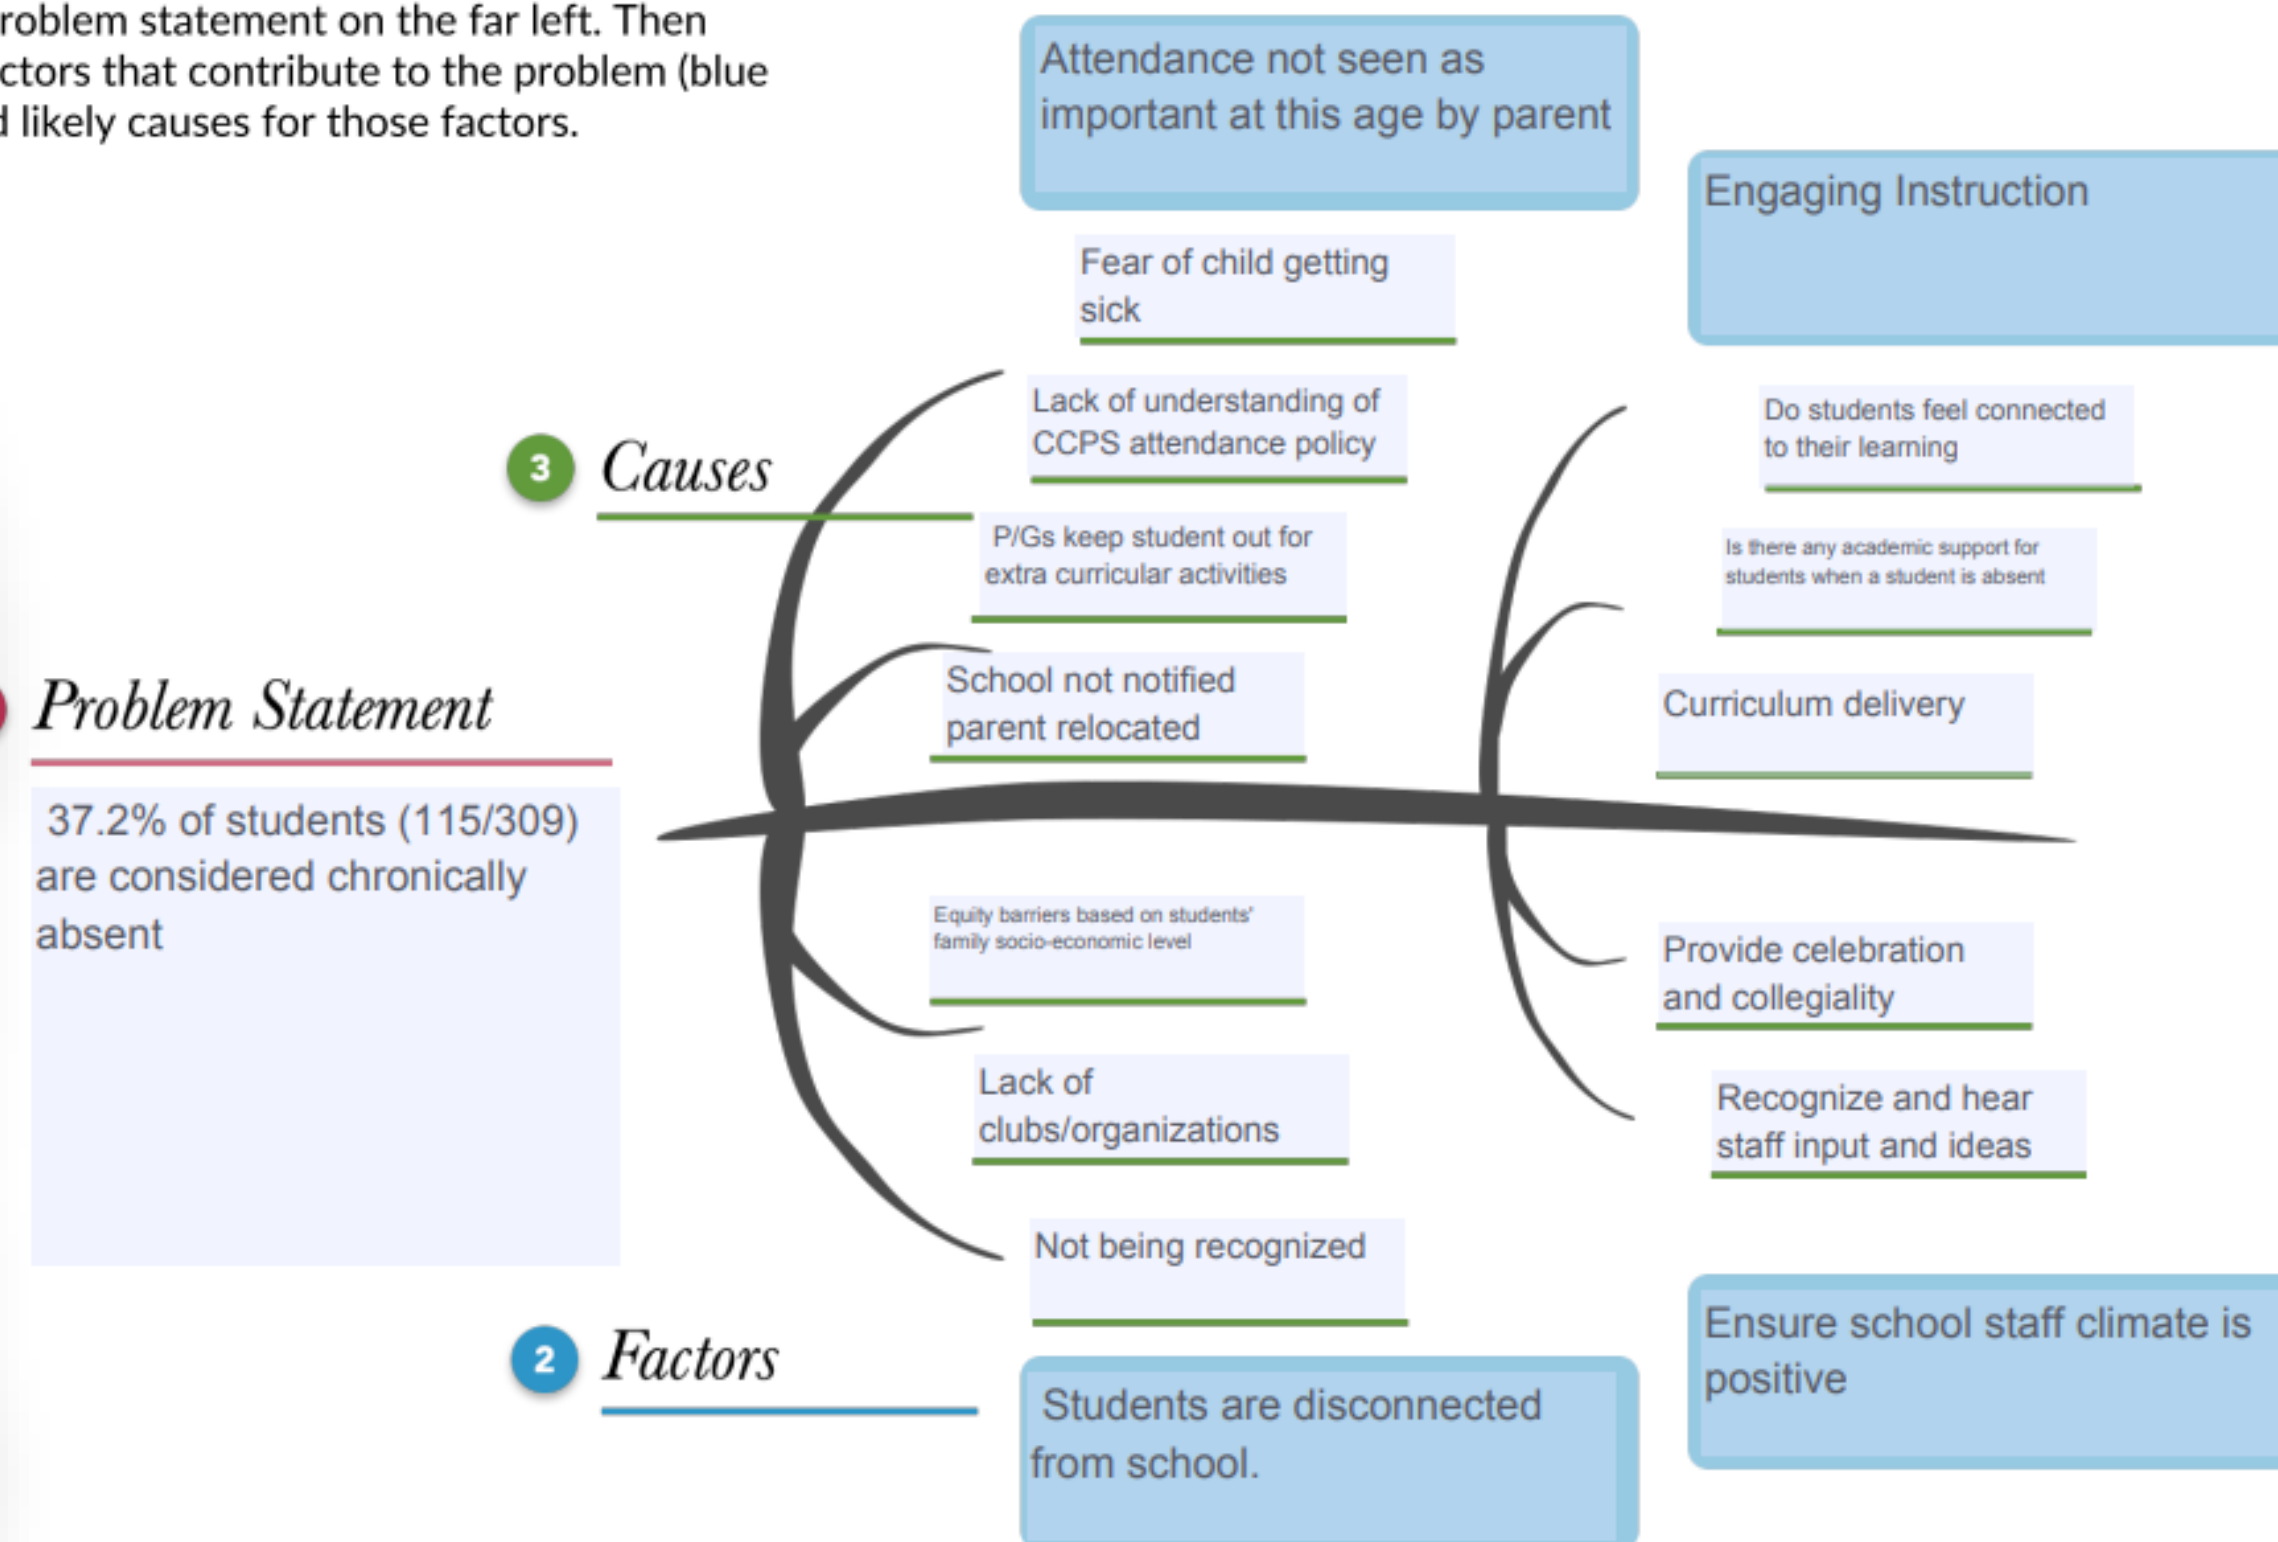 roblem statement on the far left. Then
ctors that contribute to the problem (blue
d likely causes for those factors.
Attendance not seen as
important at this age by parent
Engaging Instruction
Fear of child getting
sick
Lack of understanding of
CCPS attendance policy
3 Causes
P/Gs keep student out for
extra curricular activities
School not notified
parent relocated
Do students feel connected
to their learning
Is there any academic support for
students when a student is absent
Curriculum delivery
Problem Statement
37.2% of students (115/309)
are considered chronically
absent
Equity barriers based on students'
family socio-economic level
Lack of
clubs/organizations
Not being recognized
Provide celebration
and collegiality
Recognize and hear
staff input and ideas
2 Factors
Students are disconnected
from school.
Ensure school staff climate is
positive